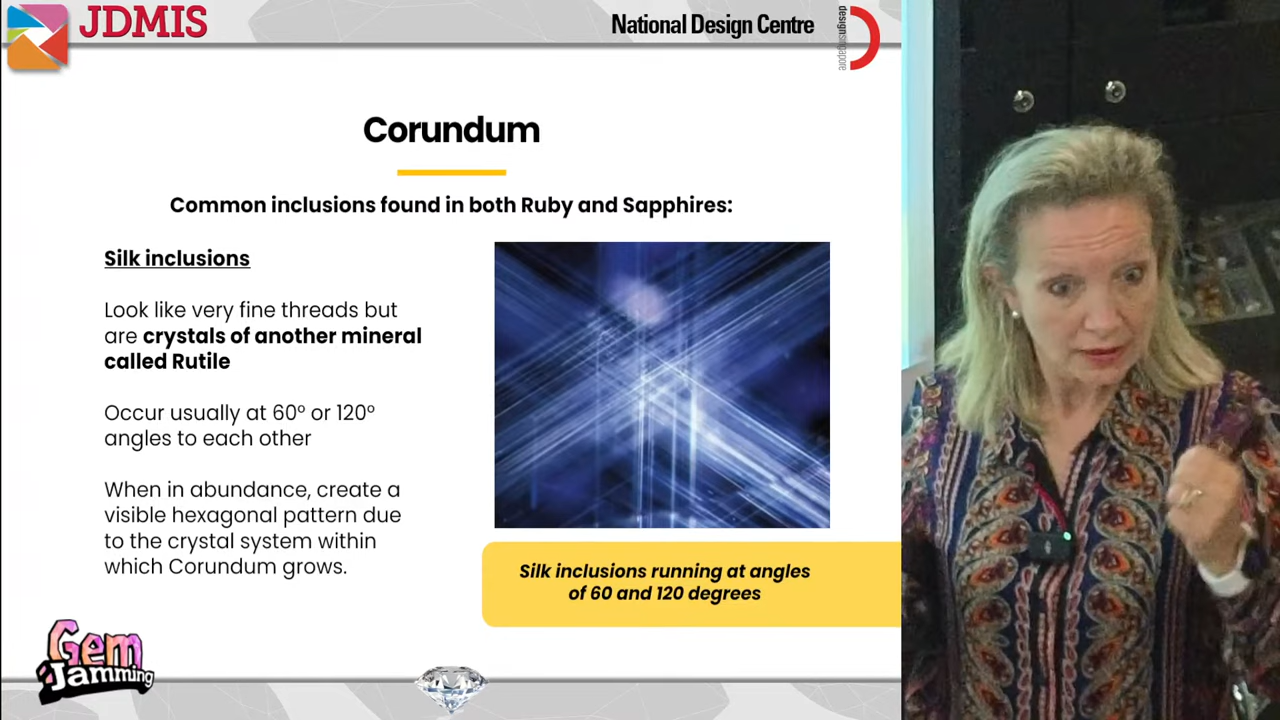 JDMIS
National Design Centre
designsingapore
Corundum
Common inclusions found in both Ruby and Sapphires:
Silk inclusions
Look like very fine threads but
are crystals of another mineral
called Rutile
Occur usually at 60º or 120º
angles to each other
When in abundance, create a
visible hexagonal pattern due
to the crystal system within
which Corundum grows.
Silk inclusions running at angles
of 60 and 120 degrees
Gem
Jamming